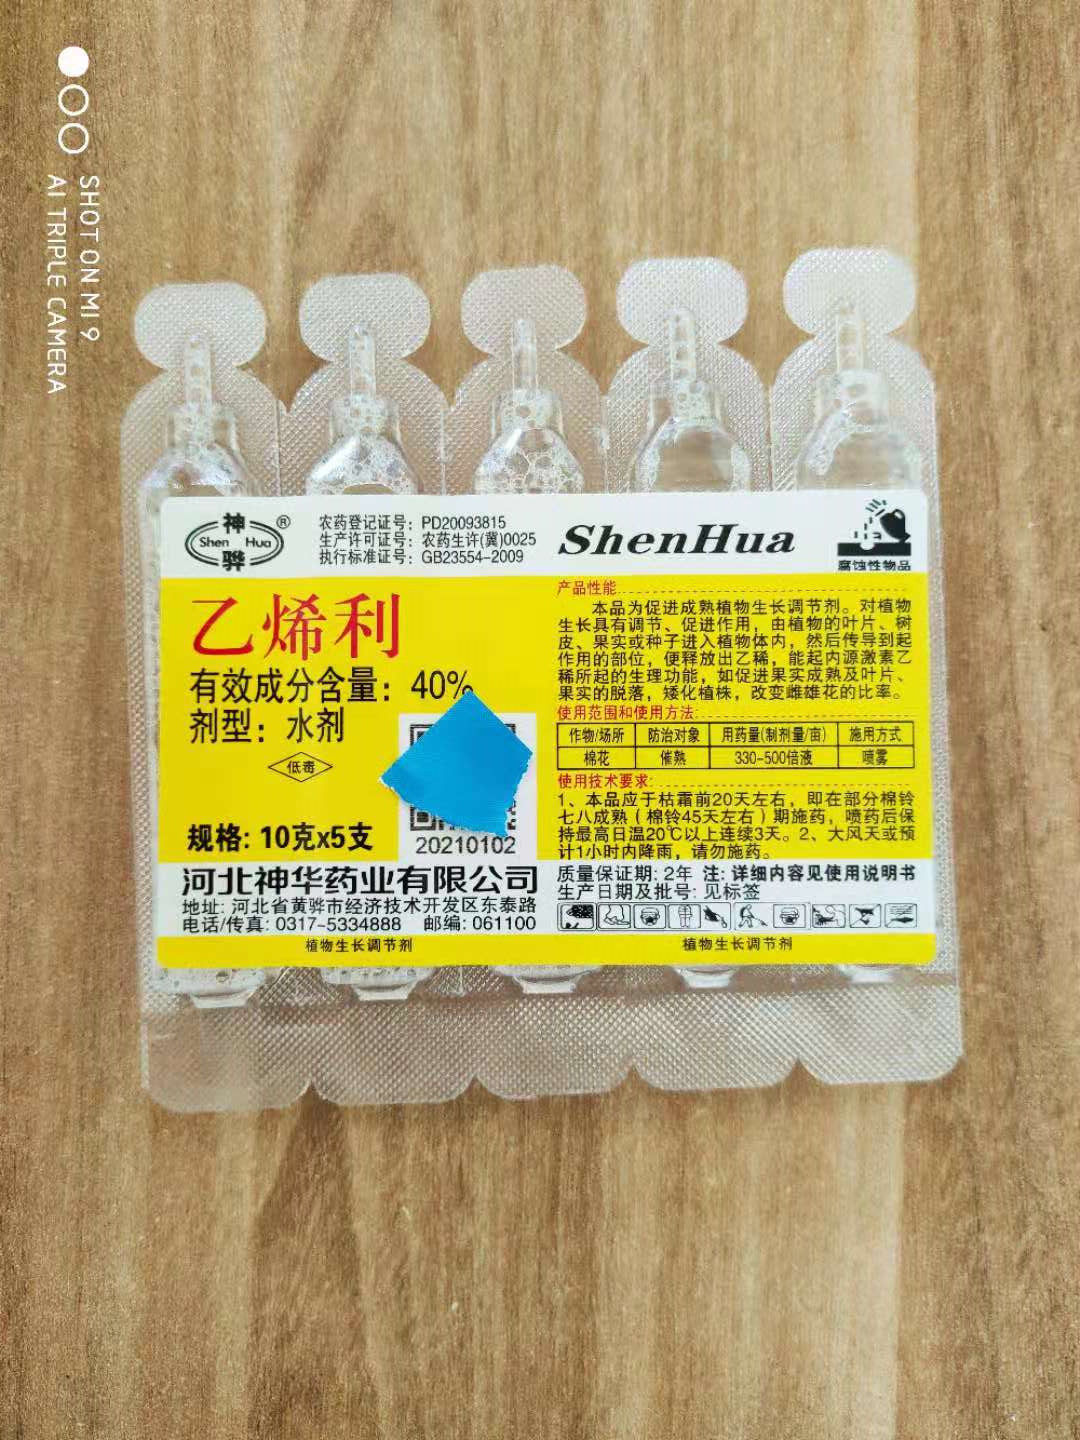 SHOT ON MI 9
AI TRIPLE CAMERA
神
Shen Hua ®
骅
农药登记证号：PD20093815
生产许可证号：农药生许(冀)0025
执行标准证号：GB23554-2009
ShenHua
腐蚀性物品
乙烯利
有效成分含量：40%
剂型：水剂
低毒
规格: 10克x5支
20210102
产品性能
本品为促进成熟植物生长调节剂。对植物
生长具有调节、促进作用，由植物的叶片、树
皮、果实或种子进入植物体内，然后传导到起
作用的部位，便释放出乙稀，能起内源激素乙
稀所起的生理功能，如促进果实成熟及叶片、
果实的脱落，矮化植株，改变雌雄花的比率。
使用范围和使用方法:
作物/场所 防治对象 用药量(制剂量/亩) 施用方式
棉花 催熟 330-500倍液 喷雾
使用技术要求:
1、本品应于枯霜前20天左右，即在部分棉铃
七八成熟（棉铃45天左右）期施药，喷药后保
持最高日温20℃以上连续3天。2、大风天或预
计1小时内降雨，请勿施药。
河北神华药业有限公司
地址: 河北省黄骅市经济技术开发区东泰路
电话/传真: 0317-5334888 邮编: 061100
质量保证期: 2年 注: 详细内容见使用说明书
生产日期及批号: 见标签
植物生长调节剂
植物生长调节剂